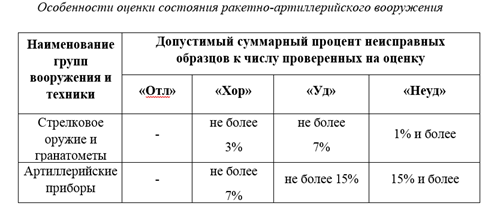 Особенности оценки состояния ракетно-артиллерийского вооружения
Наименование групп вооружения и техники
Допустимый суммарный процент неисправных образцов к числу проверенных на оценку
«Отл» «Хор» «Уд» «Неуд»
Стрелковое оружие и гранатометы - не более 3% не более 7% 1% и более
Артиллерийские приборы - не более 7% не более 15% 15% и более